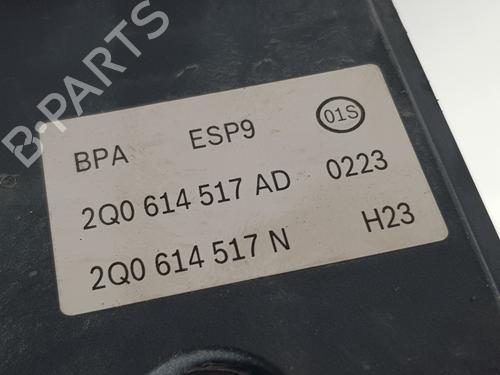 B-PARTS
BPA ESP9 01S
2Q0 614 517 AD 0223
2Q0 614 517 N H23